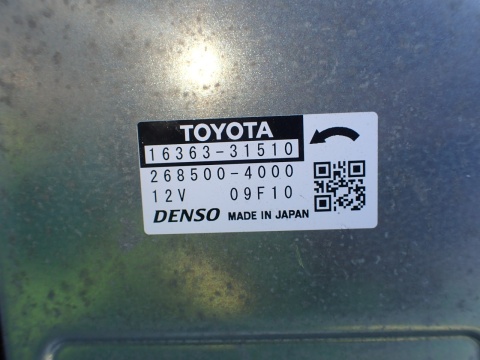 TOYOTA
16363-31510
268500-4000
12V 09F10
DENSO MADE IN JAPAN